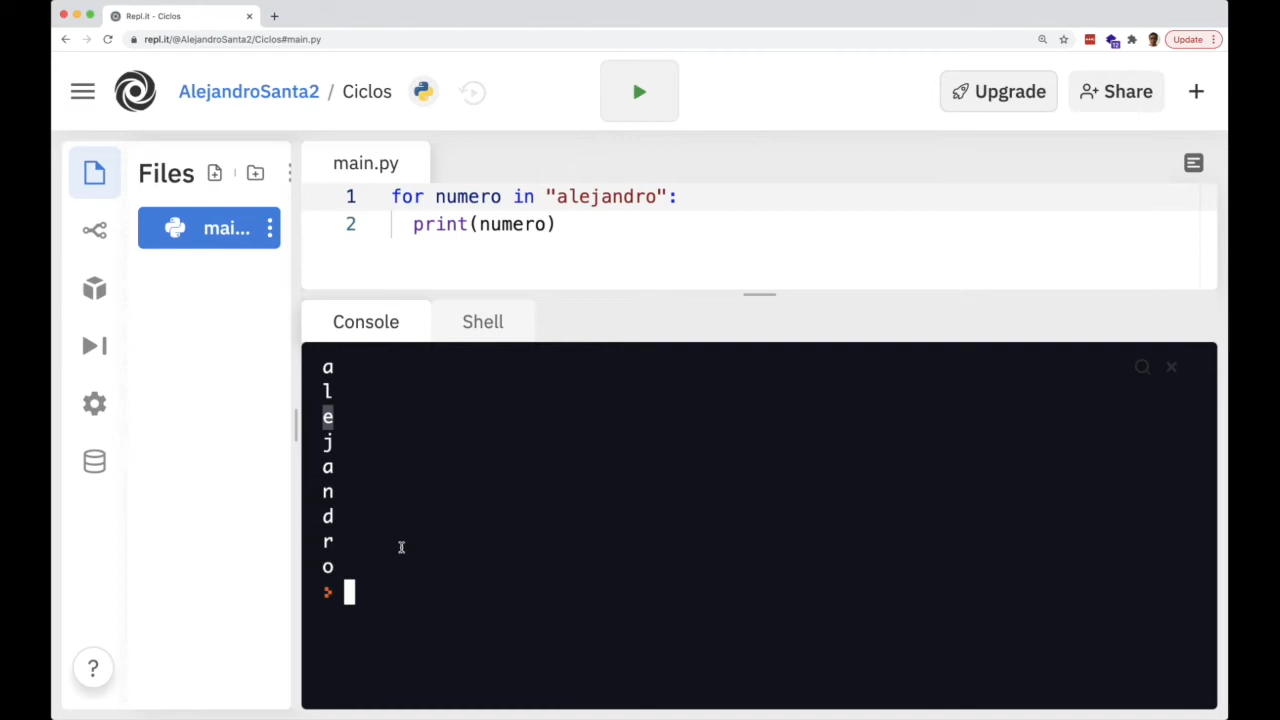 Repl.it - Ciclos
repl.it/@AlejandroSanta2/Ciclos#main.py
12
Update
AlejandroSanta2 / Ciclos
Upgrade
Share
Files
mai...
main.py
1 for numero in "alejandro":
2 print(numero)
Console
Shell
a
l
e
j
a
n
d
r
o
?